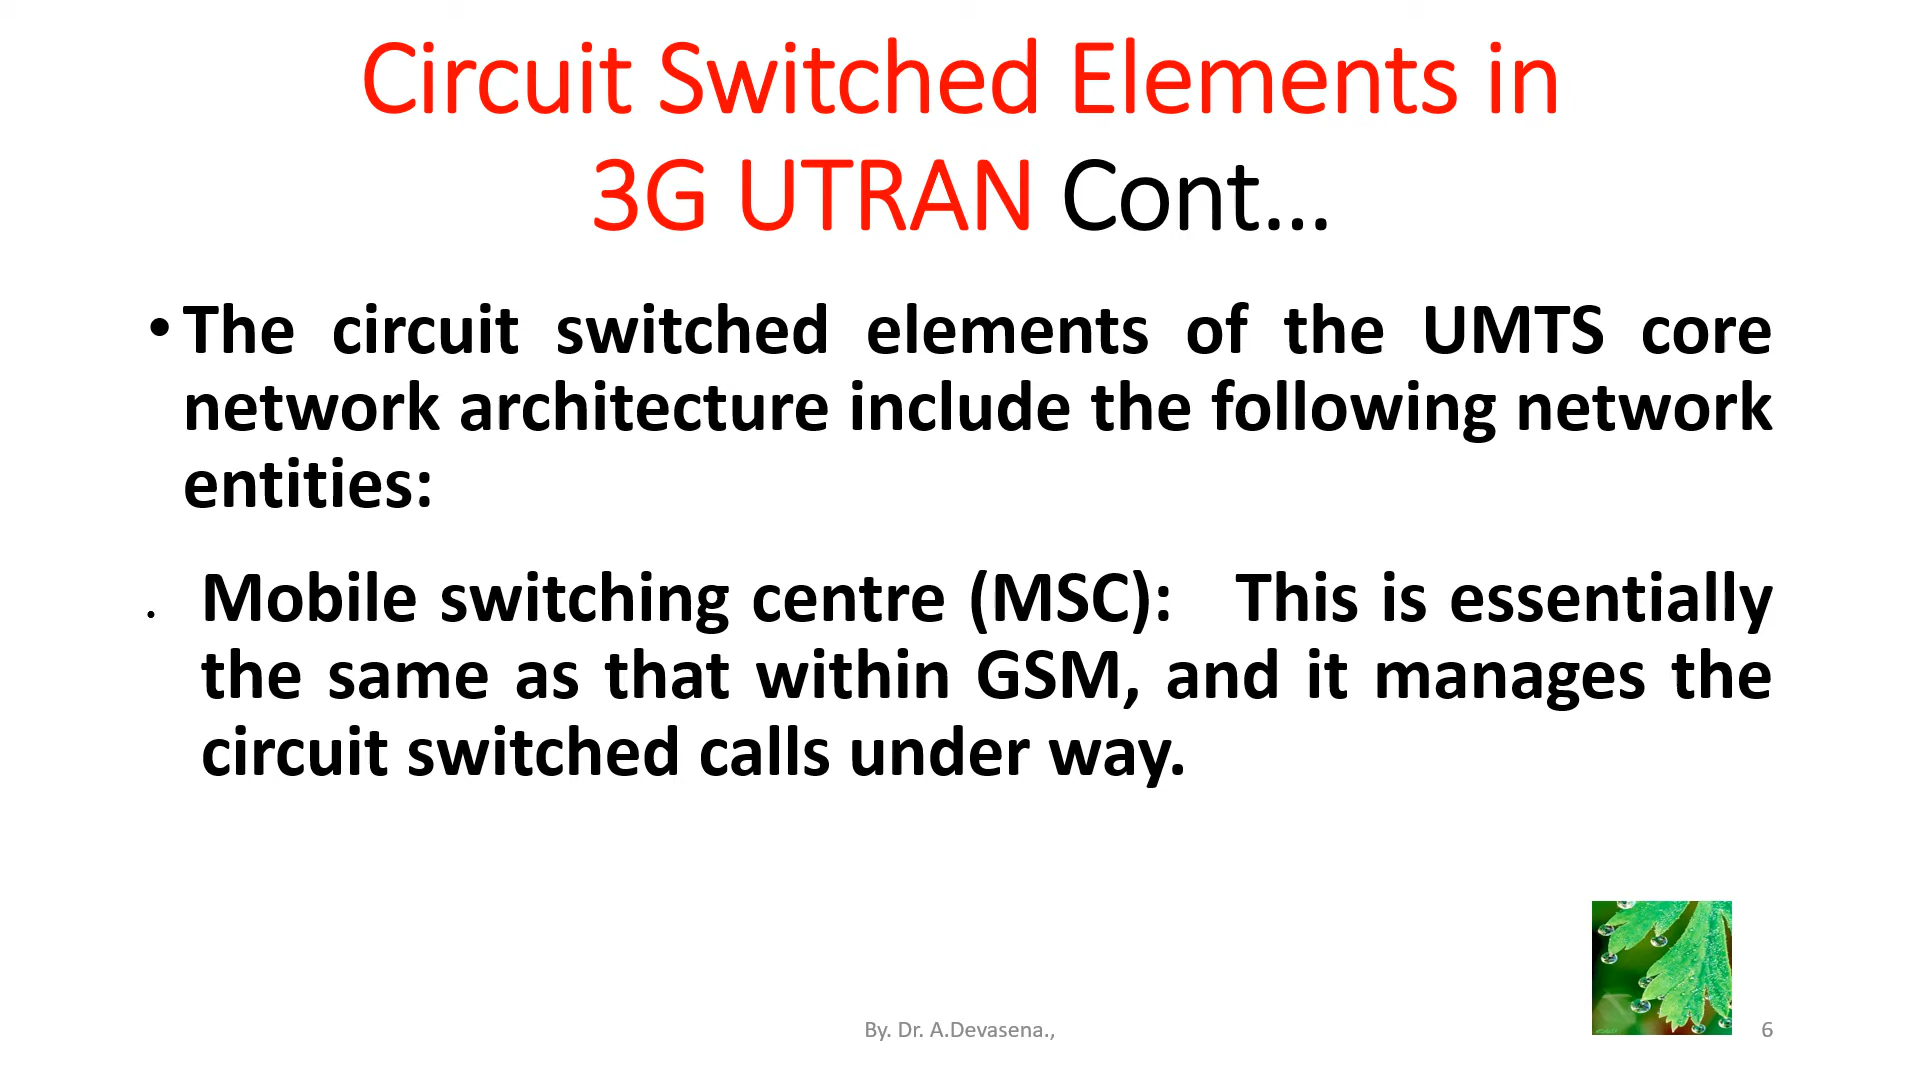 Circuit Switched Elements in
3G UTRAN Cont...
• The circuit switched elements of the UMTS core
network architecture include the following network
entities:
. Mobile switching centre (MSC): This is essentially
the same as that within GSM, and it manages the
circuit switched calls under way.
By. Dr. A.Devasena.,
6